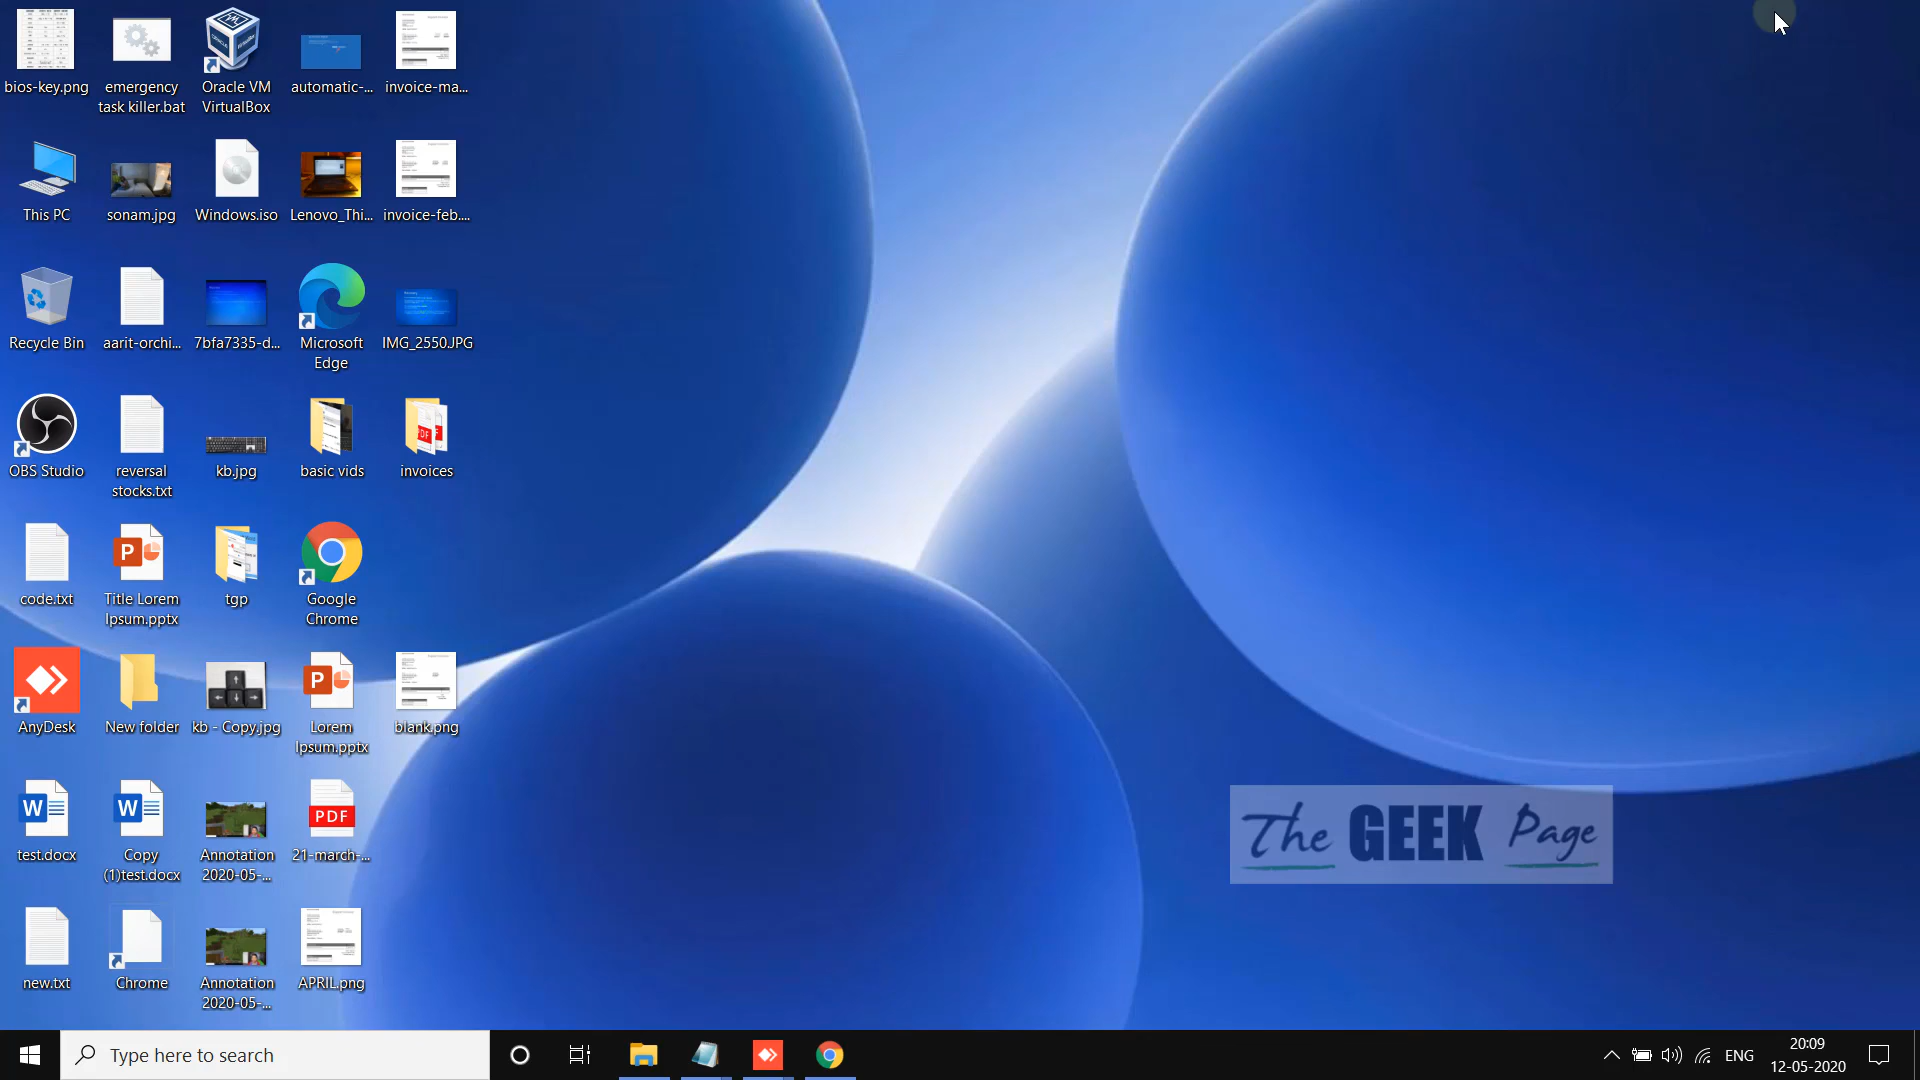 bios-key.png
emergency
task killer.bat
Oracle VM
VirtualBox
automatic-...
invoice-ma...
This PC
sonam.jpg
Windows.iso
Lenovo_Thi...
invoice-feb....
Recycle Bin
aarit-orchi...
7bfa7335-d...
Microsoft
Edge
IMG_2550.JPG
OBS Studio
reversal
stocks.txt
kb.jpg
basic vids
PDF
invoices
code.txt
Title Lorem
Ipsum.pptx
tgp
Google
Chrome
AnyDesk
New folder
kb - Copy.jpg
Lorem
Ipsum.pptx
blank.png
test.docx
Copy
(1)test.docx
Annotation
2020-05-...
PDF
21-march-...
The GEEK Page
new.txt
Chrome
Annotation
2020-05-...
APRIL.png
Type here to search
ENG
20:09
12-05-2020